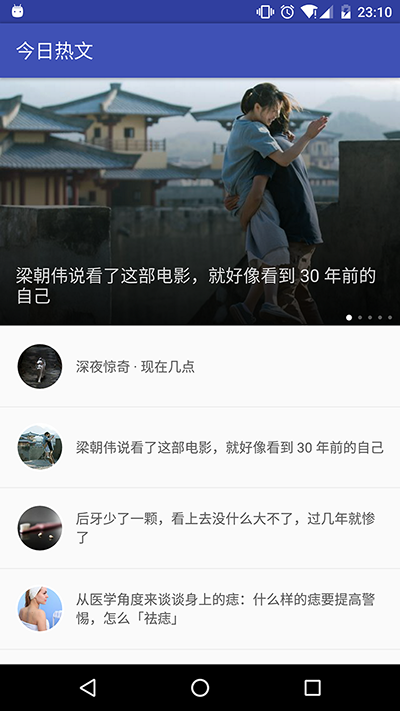 23:10
今日热文
梁朝伟说看了这部电影，就好像看到 30 年前的
自己
深夜惊奇 · 现在几点
梁朝伟说看了这部电影，就好像看到 30 年前的自己
后牙少了一颗，看上去没什么大不了，过几年就惨
了
从医学角度来谈谈身上的痣：什么样的痣要提高警
惕，怎么「祛痣」